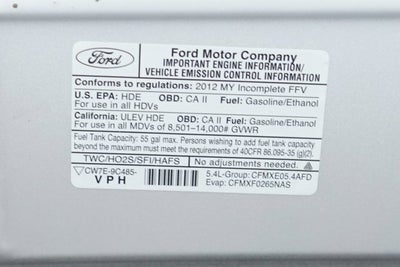 Ford
Ford Motor Company
IMPORTANT ENGINE INFORMATION/
VEHICLE EMISSION CONTROL INFORMATION
Conforms to regulations: 2012 MY Incomplete FFV
U.S. EPA: HDE OBD: CA II Fuel: Gasoline/Ethanol
For use in all HDVs
California: ULEV HDE OBD: CA II Fuel: Gasoline/Ethanol
For use in all MDVs of 8,501-14,000# GVWR
Fuel Tank Capacity: 55 gal max. Persons wishing to add fuel tank capacity
beyond the maximum must meet the requirements of 40CFR 86.095-35 (g)(2).
TWC/HO2S/SFI/HAFS No adjustments needed.
CW7E-9C485-
VPH
5.4L-Group: CFMXE05.4AFD
Evap: CFMXF0265NAS